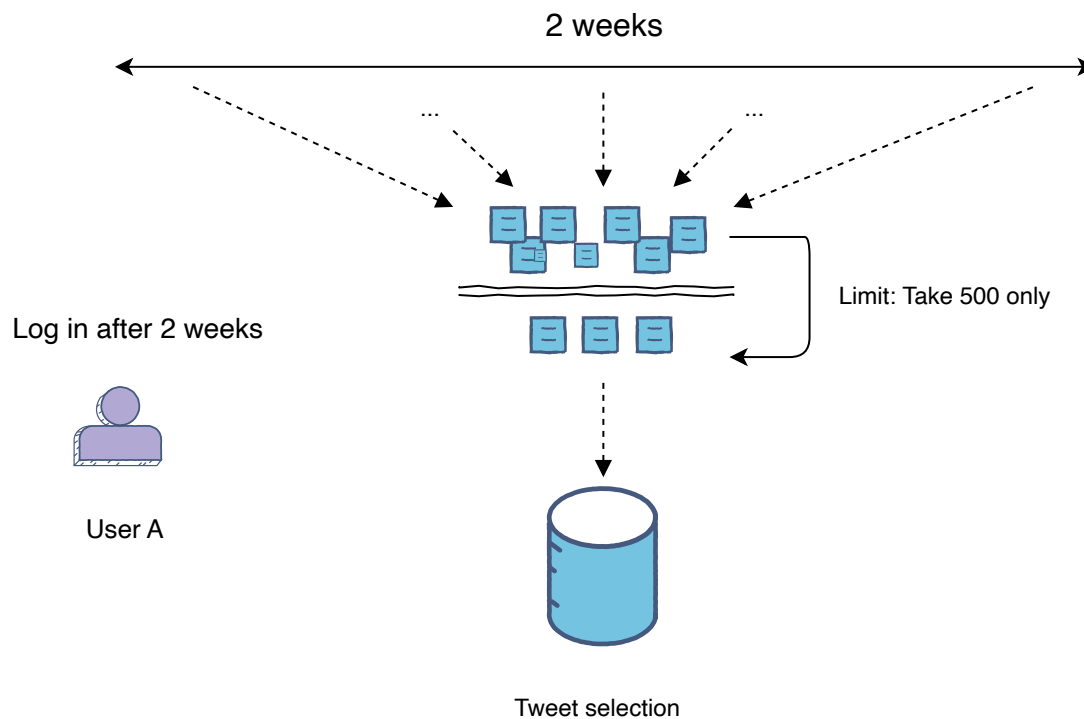 2 weeks
...
...
Limit: Take 500 only
Log in after 2 weeks
User A
Tweet selection